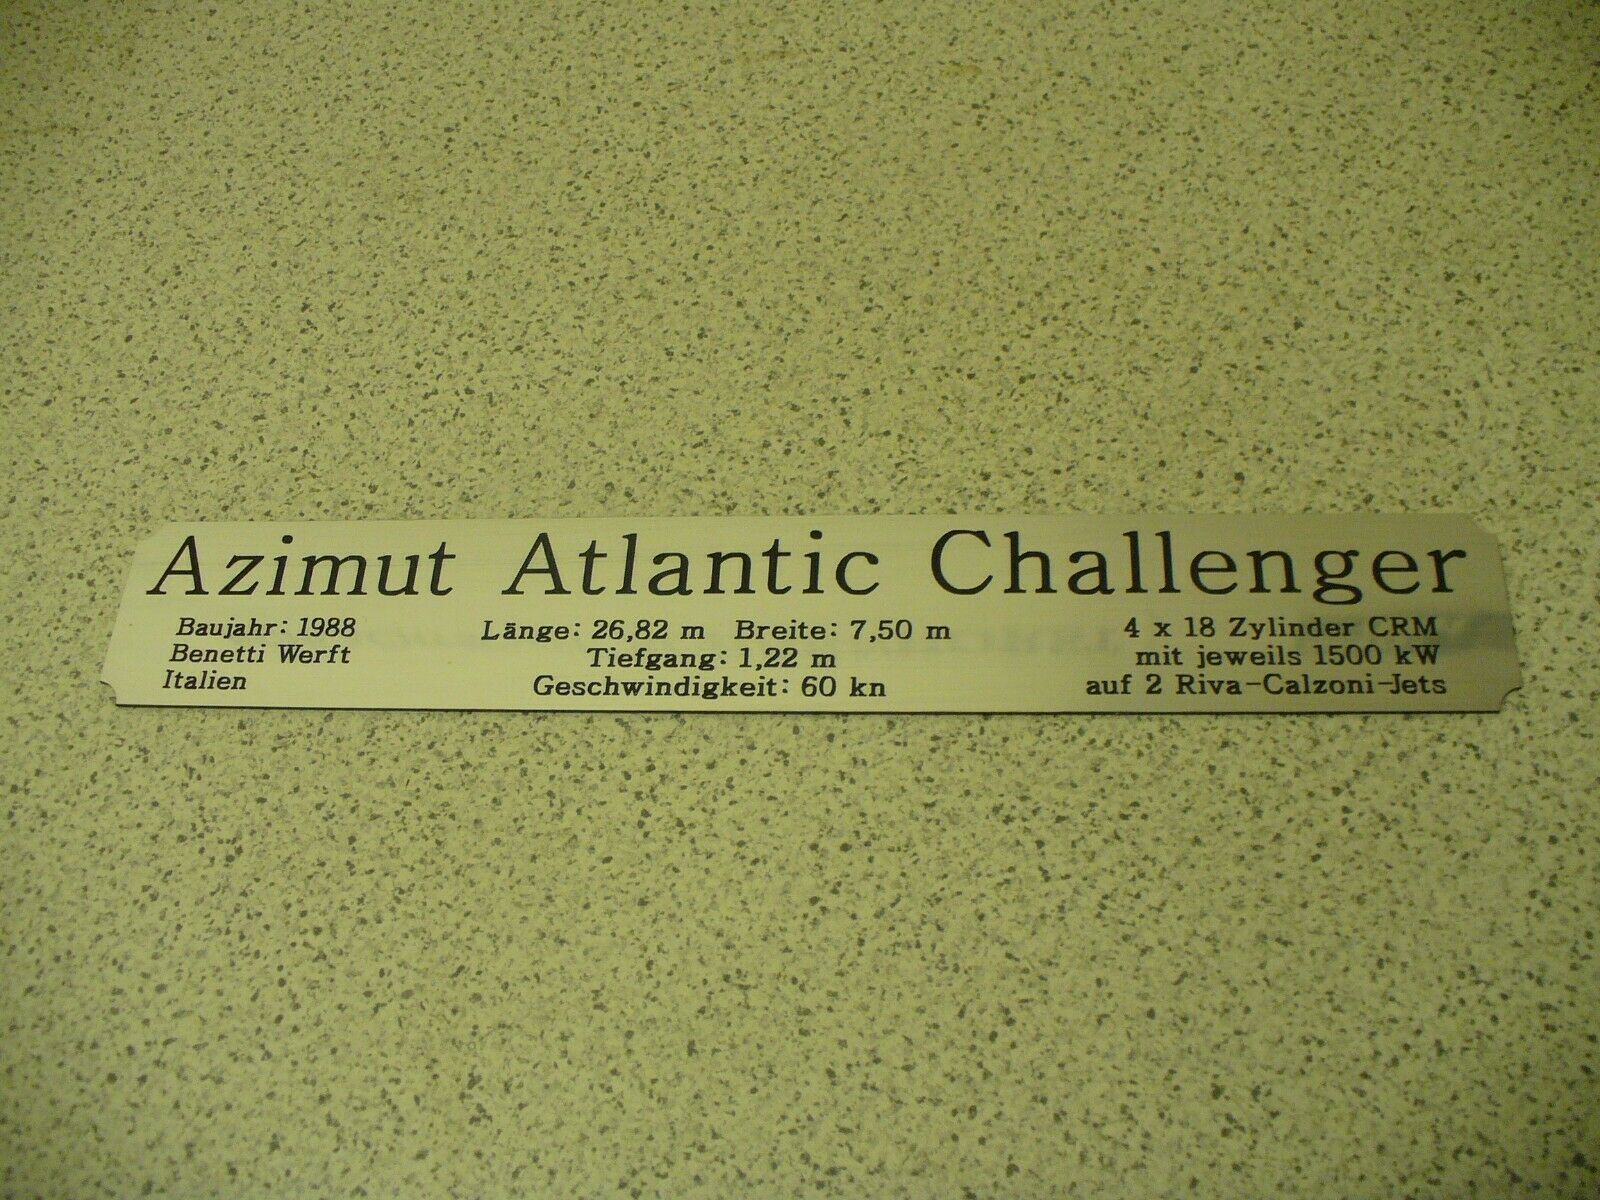 Azimut Atlantic Challenger
Baujahr: 1988
Benetti Werft
Italien
Länge: 26,82 m Breite: 7,50 m
Tiefgang: 1,22 m
Geschwindigkeit: 60 kn
4 x 18 Zylinder CRM
mit jeweils 1500 kW
auf 2 Riva-Calzoni-Jets